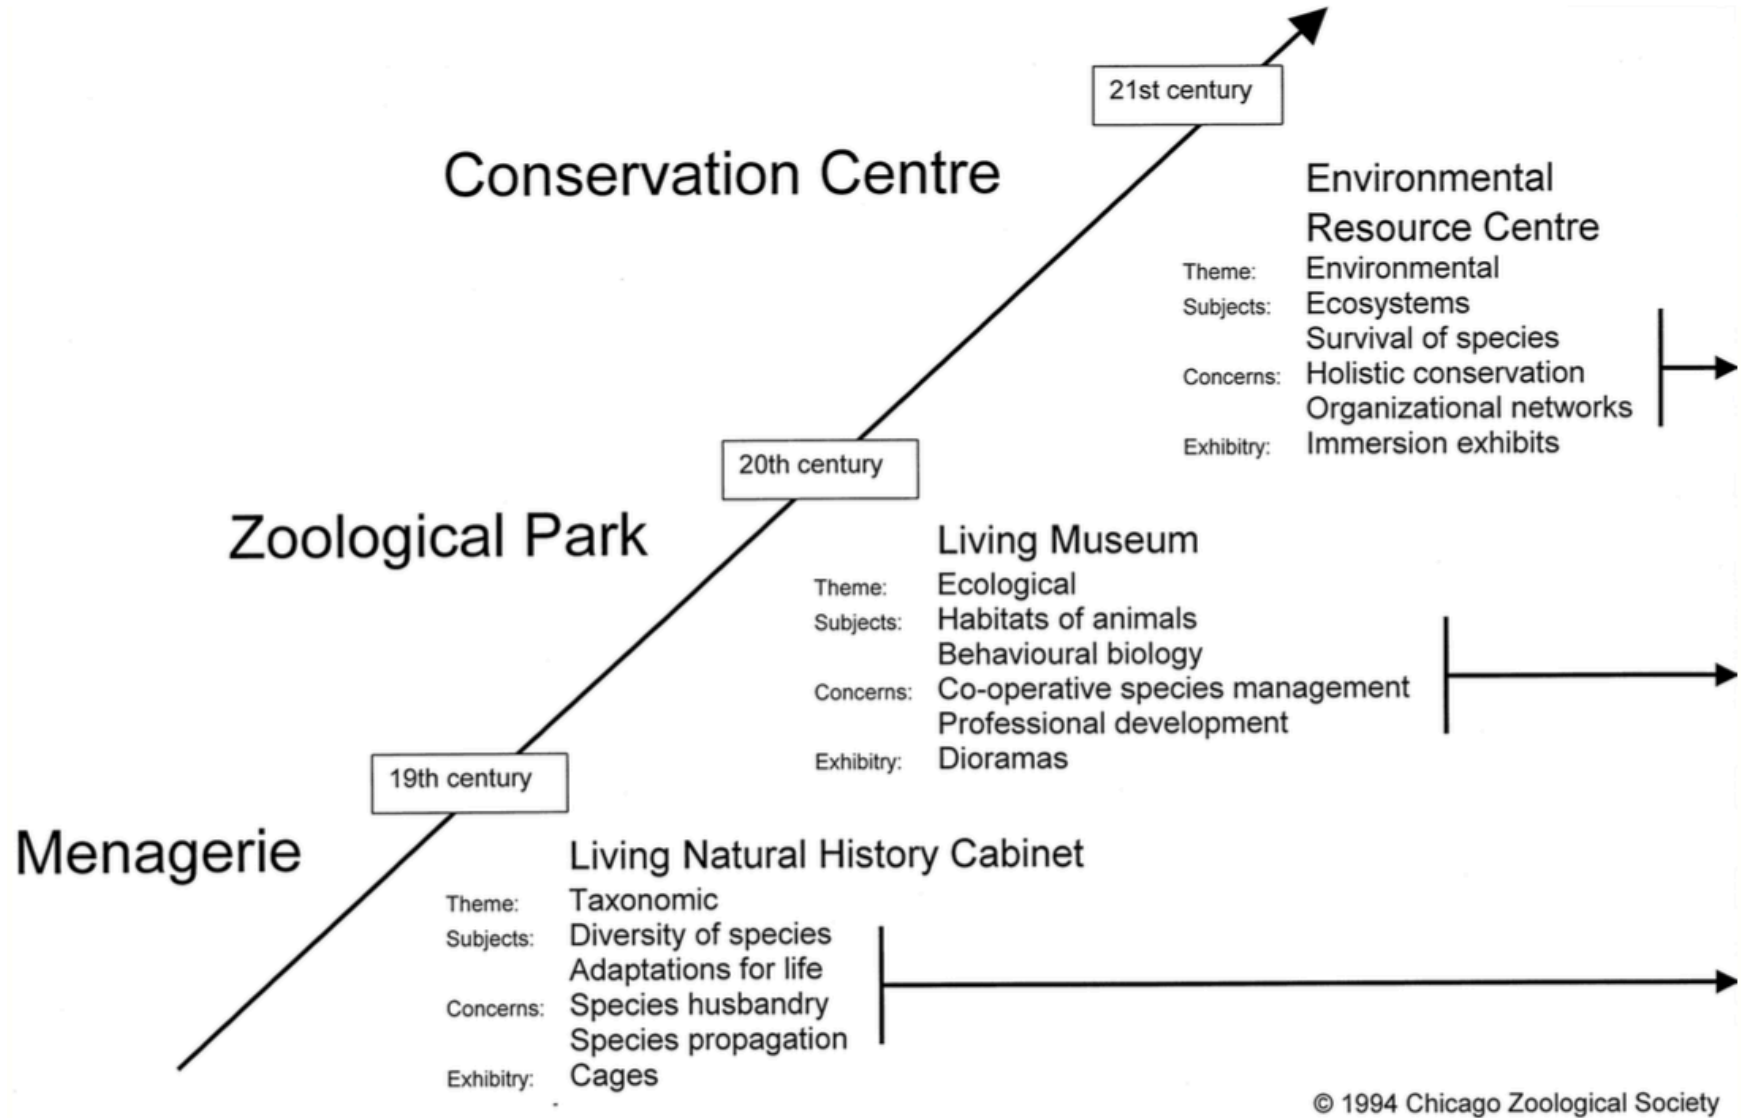 21st century
Conservation Centre
Environmental
Resource Centre
Theme: Environmental
Subjects: Ecosystems
Survival of species
Concerns: Holistic conservation
Organizational networks
Exhibitry: Immersion exhibits
20th century
Zoological Park
Living Museum
Theme: Ecological
Subjects: Habitats of animals
Behavioural biology
Concerns: Co-operative species management
Professional development
Exhibitry: Dioramas
19th century
Menagerie
Living Natural History Cabinet
Theme: Taxonomic
Subjects: Diversity of species
Adaptations for life
Concerns: Species husbandry
Species propagation
Exhibitry: Cages
© 1994 Chicago Zoological Society